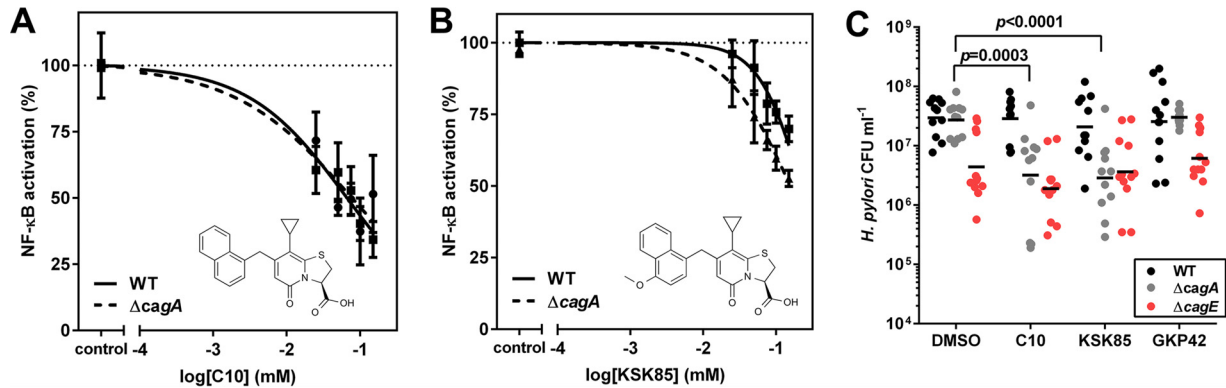 A
NF-κB activation (%)
125
100
75
50
25
0
control
-4
-3
-2
-1
log[C10] (mM)
WT
ΔcagA
S
N
O
O
OH
B
NF-κB activation (%)
125
100
75
50
25
0
control
-4
-3
-2
-1
log[KSK85] (mM)
WT
ΔcagA
O
S
N
O
O
OH
C
H. pylori CFU ml⁻¹
10⁹
10⁸
10⁷
10⁶
10⁵
10⁴
p<0.0001
p=0.0003
DMSO
C10
KSK85
GKP42
WT
ΔcagA
ΔcagE